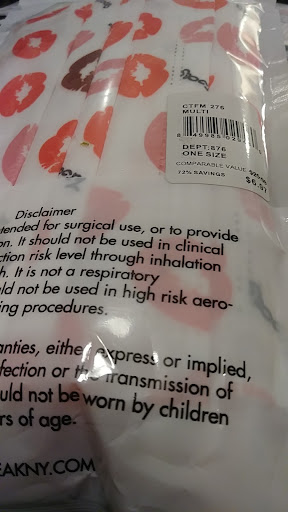 CTFM 276
MULTI
DEPT:876
ONE SIZE
COMPARABLE VALUE
72% SAVINGS
Disclaimer
tended for surgical use, or to provide
on. It should not be used in clinical
ction risk level through inhalation
h. It is not a respiratory
uld not be used in high risk aero-
ing procedures.
anties, either express or implied,
fection or the transmission of
uld not be worn by children
rs of age.
EAKNY.COM